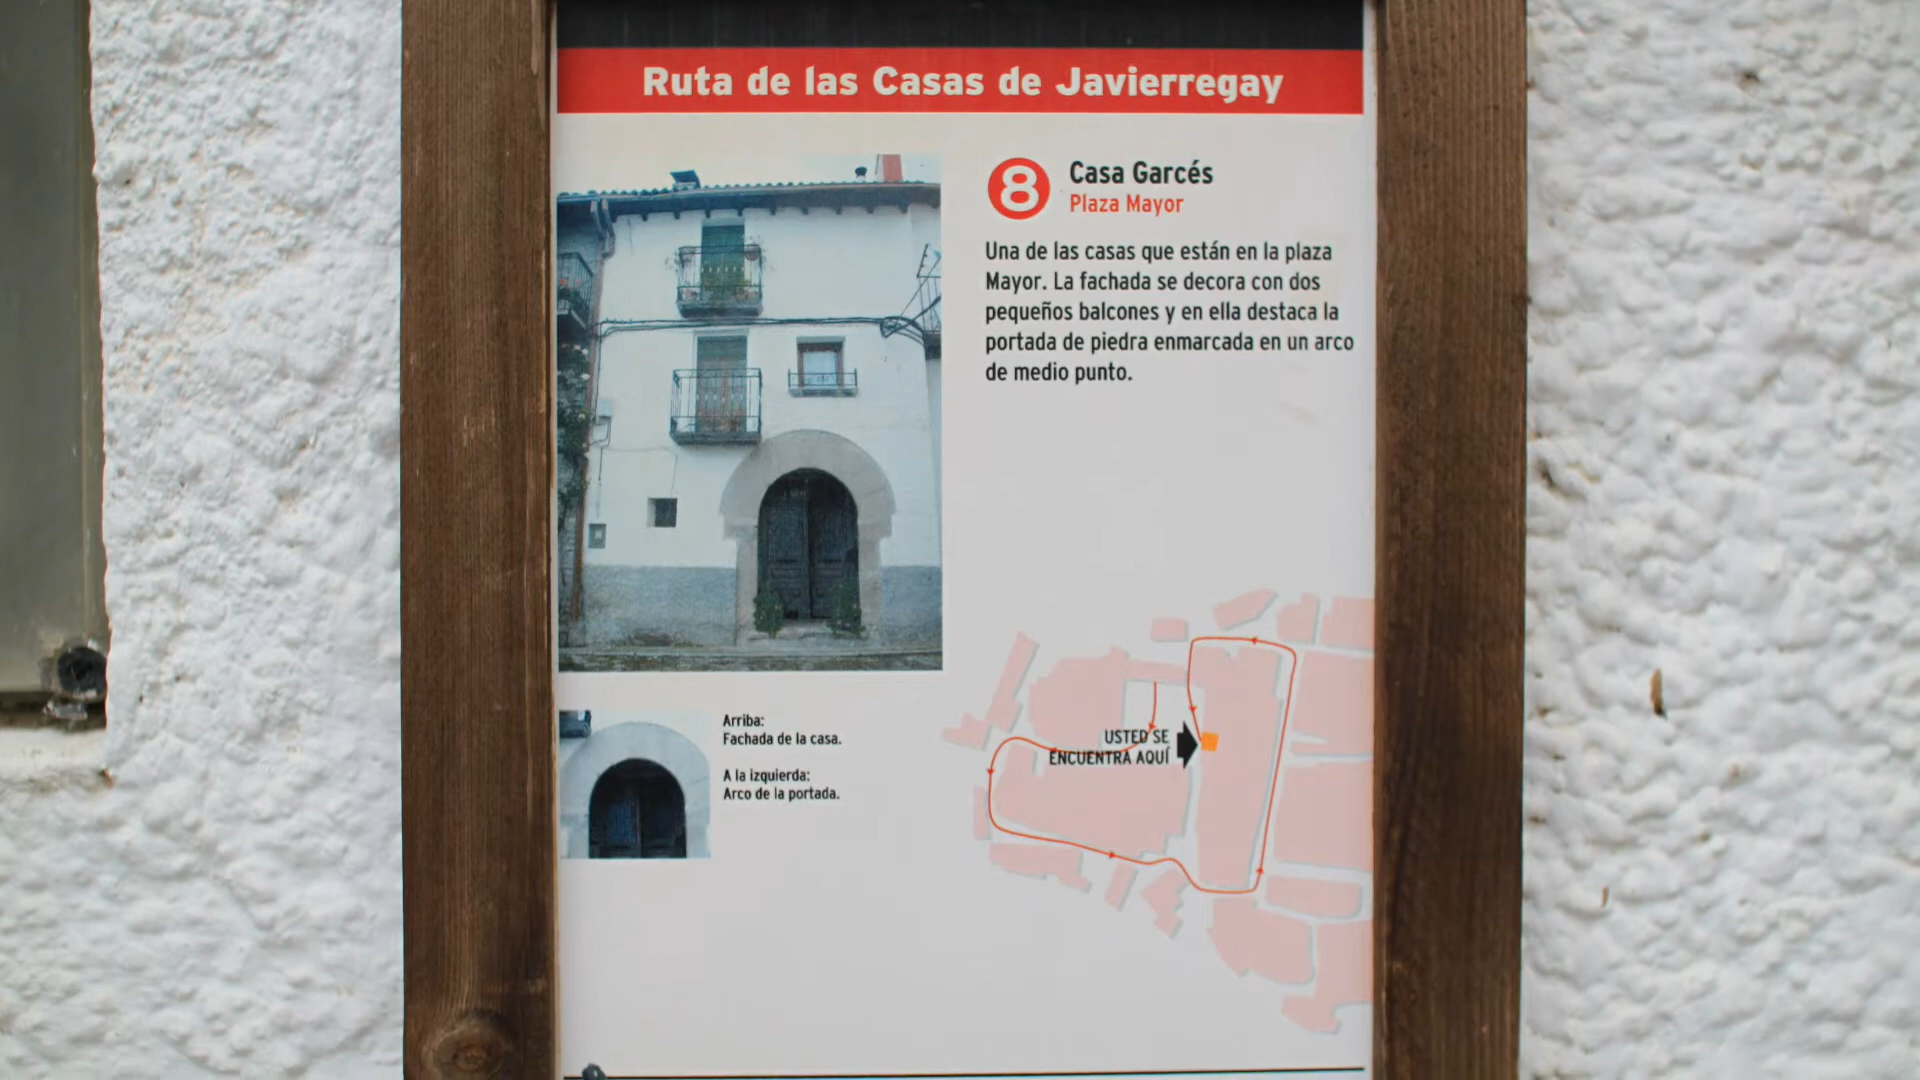 Ruta de las Casas de Javierregay
8
Casa Garcés
Plaza Mayor
Una de las casas que están en la plaza
Mayor. La fachada se decora con dos
pequeños balcones y en ella destaca la
portada de piedra enmarcada en un arco
de medio punto.
Arriba:
Fachada de la casa.
A la izquierda:
Arco de la portada.
USTED SE
ENCUENTRA AQUÍ